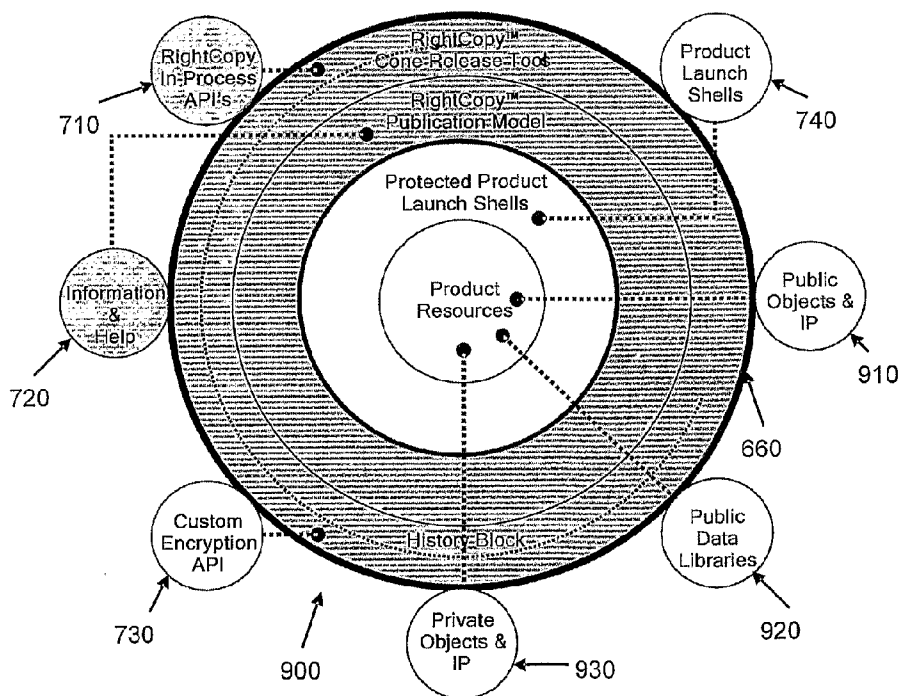 RightCopy
In-Process
API's
710
RightCopy™
Cone-Release Tools
RightCopy™
Publication Model
Product
Launch
Shells
740
Protected Product
Launch Shells
Product
Resources
Information
&
Help
720
Public
Objects &
IP
910
660
Custom
Encryption
API
730
History Block
900
Private
Objects &
IP
930
Public
Data
Libraries
920